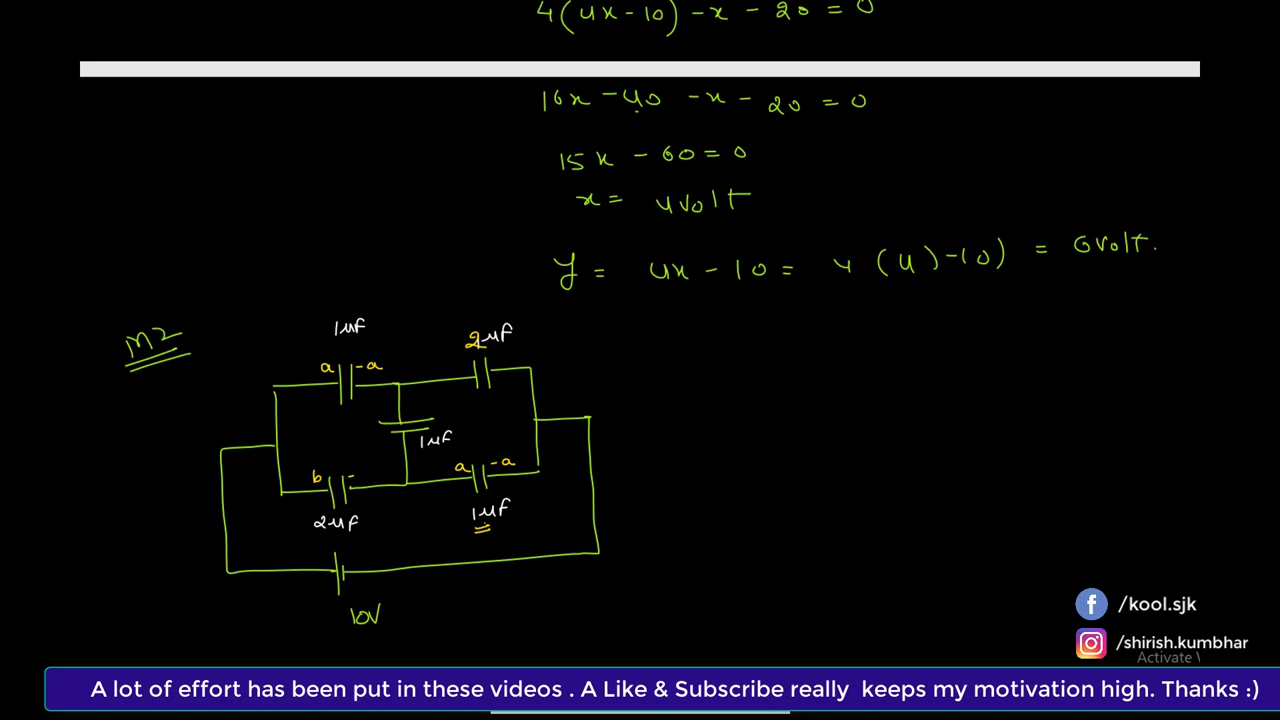 4(4x-10) -x - 20 = 0
16x - 40 - x - 20 = 0
15x - 60 = 0
x = 4volt
y = 4x - 10 = 4(4)-10) = 6volt.
M2
1μF
2μF
a -a
1μF
b -
a -a
2μF
1μF
10V
/kool.sjk
/shirish.kumbhar
Activate \
A lot of effort has been put in these videos . A Like & Subscribe really keeps my motivation high. Thanks :)